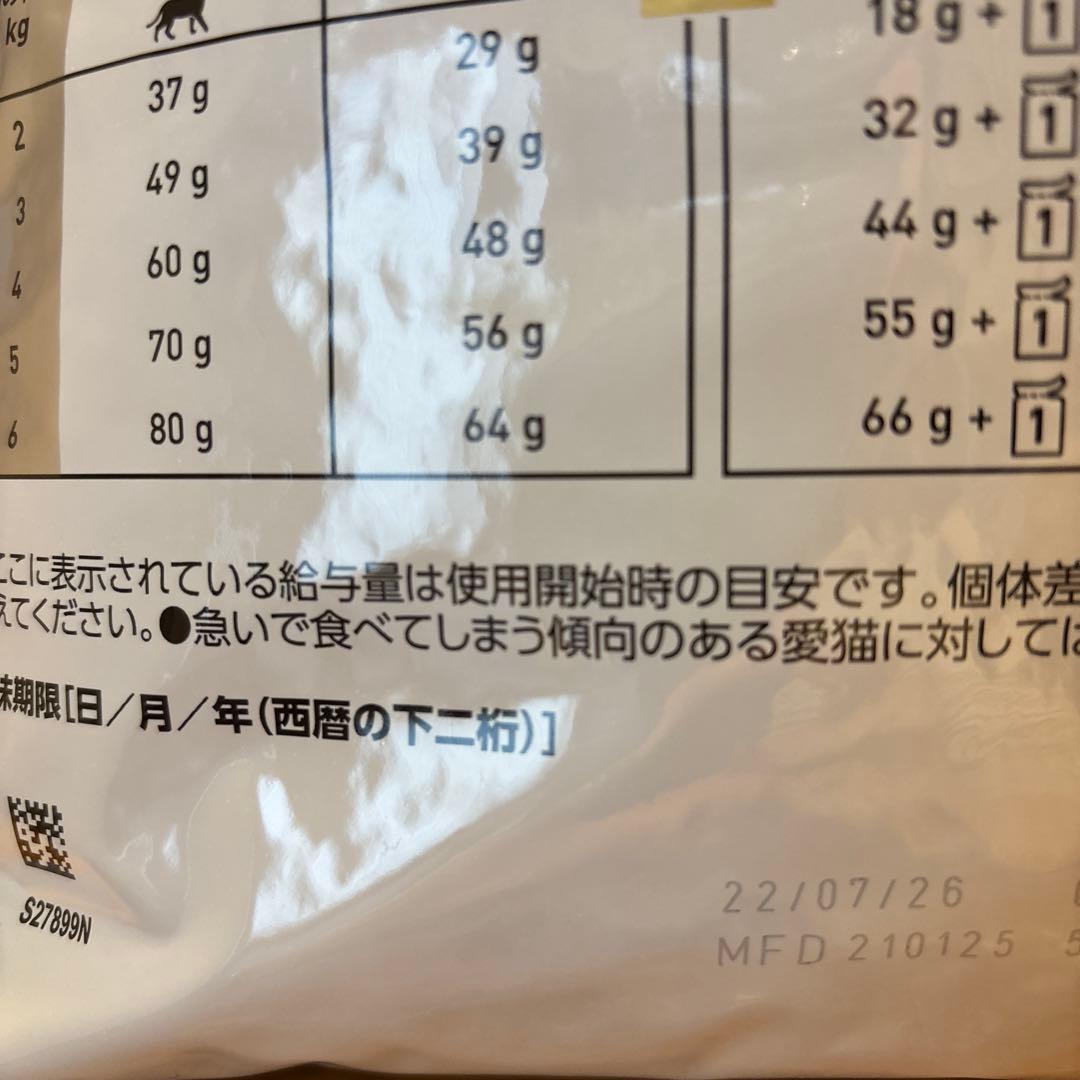 kg
29 g
18 g + 1
2
37 g
39 g
32 g + 1
3
49 g
48 g
44 g + 1
4
60 g
56 g
55 g + 1
5
70 g
64 g
66 g + 1
6
80 g
ここに表示されている給与量は使用開始時の目安です。個体差
えてください。●急いで食べてしまう傾向のある愛猫に対しては
味期限[日/月/年(西暦の下二桁)]
S27899N
22/07/26
MFD 210125 5